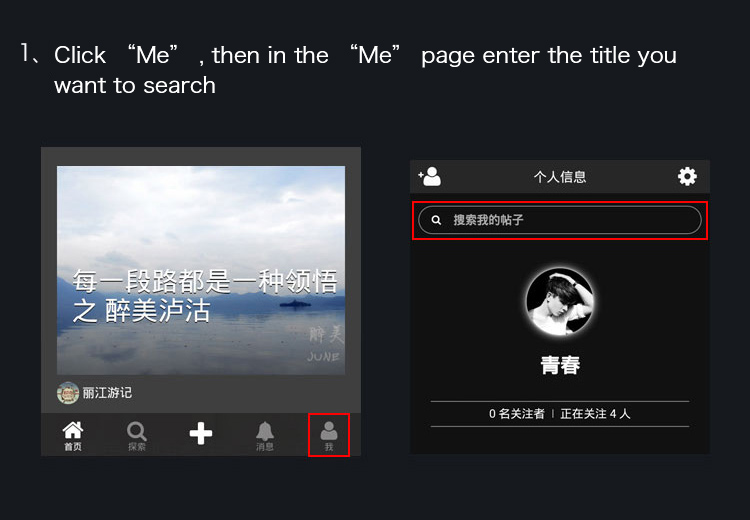 1、Click “Me”, then in the “Me” page enter the title you
want to search
每一段路都是一种领悟
之 醉美泸沽
醉美
JUNE
丽江游记
首页 探索 消息 我
个人信息
搜索我的帖子
青春
0 名关注者 | 正在关注 4 人